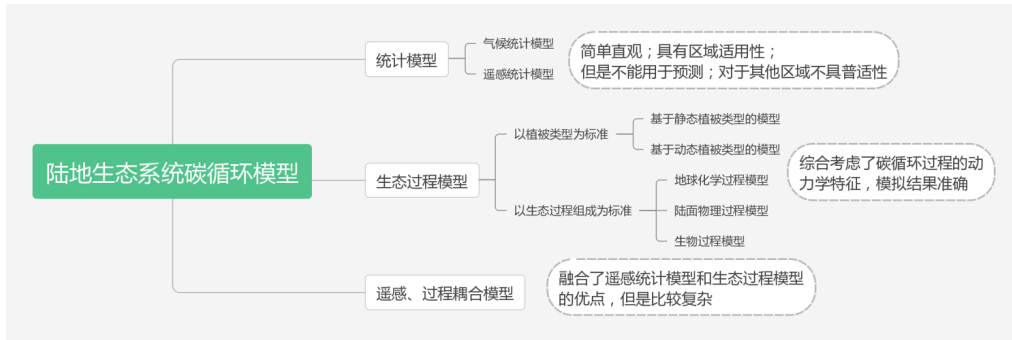 陆地生态系统碳循环模型
统计模型
气候统计模型
遥感统计模型
简单直观；具有区域适用性；
但是不能用于预测；对于其他区域不具普适性
生态过程模型
以植被类型为标准
基于静态植被类型的模型
基于动态植被类型的模型
以生态过程组成为标准
地球化学过程模型
陆面物理过程模型
生物过程模型
综合考虑了碳循环过程的动
力学特征，模拟结果准确
遥感、过程耦合模型
融合了遥感统计模型和生态过程模型
的优点，但是比较复杂